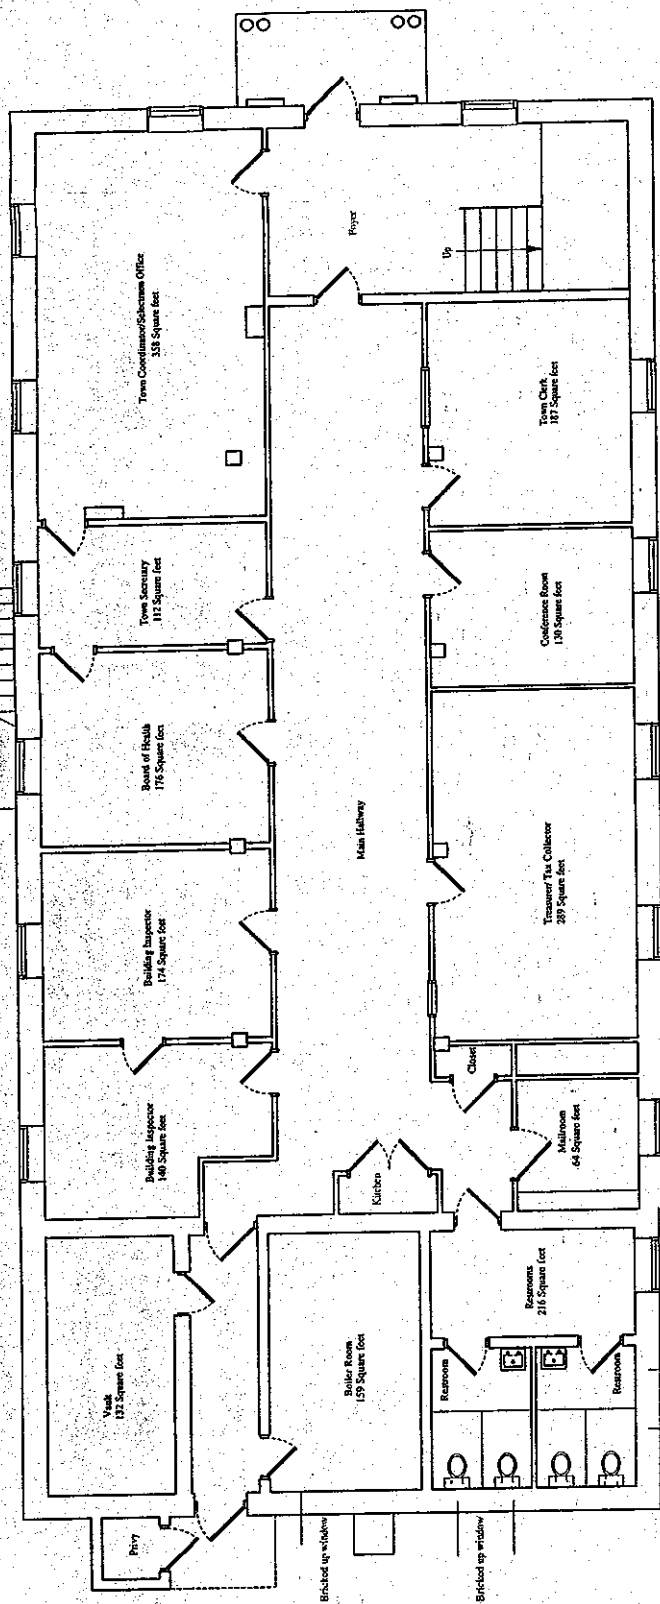 Foyer
Up
Town Coordinator/Selectmen Office
358 Square feet
Town Clerk
187 Square feet
Town Secretary
112 Square feet
Conference Room
130 Square feet
Board of Health
176 Square feet
Main Hallway
Treasurer/ Tax Collector
289 Square feet
Building Inspector
174 Square feet
Closet
Building Inspector
140 Square feet
Mailroom
64 Square feet
Kitchen
Restrooms
216 Square feet
Vault
132 Square feet
Boiler Room
159 Square feet
Restroom
Restroom
Privy
Bricked up window
Bricked up window